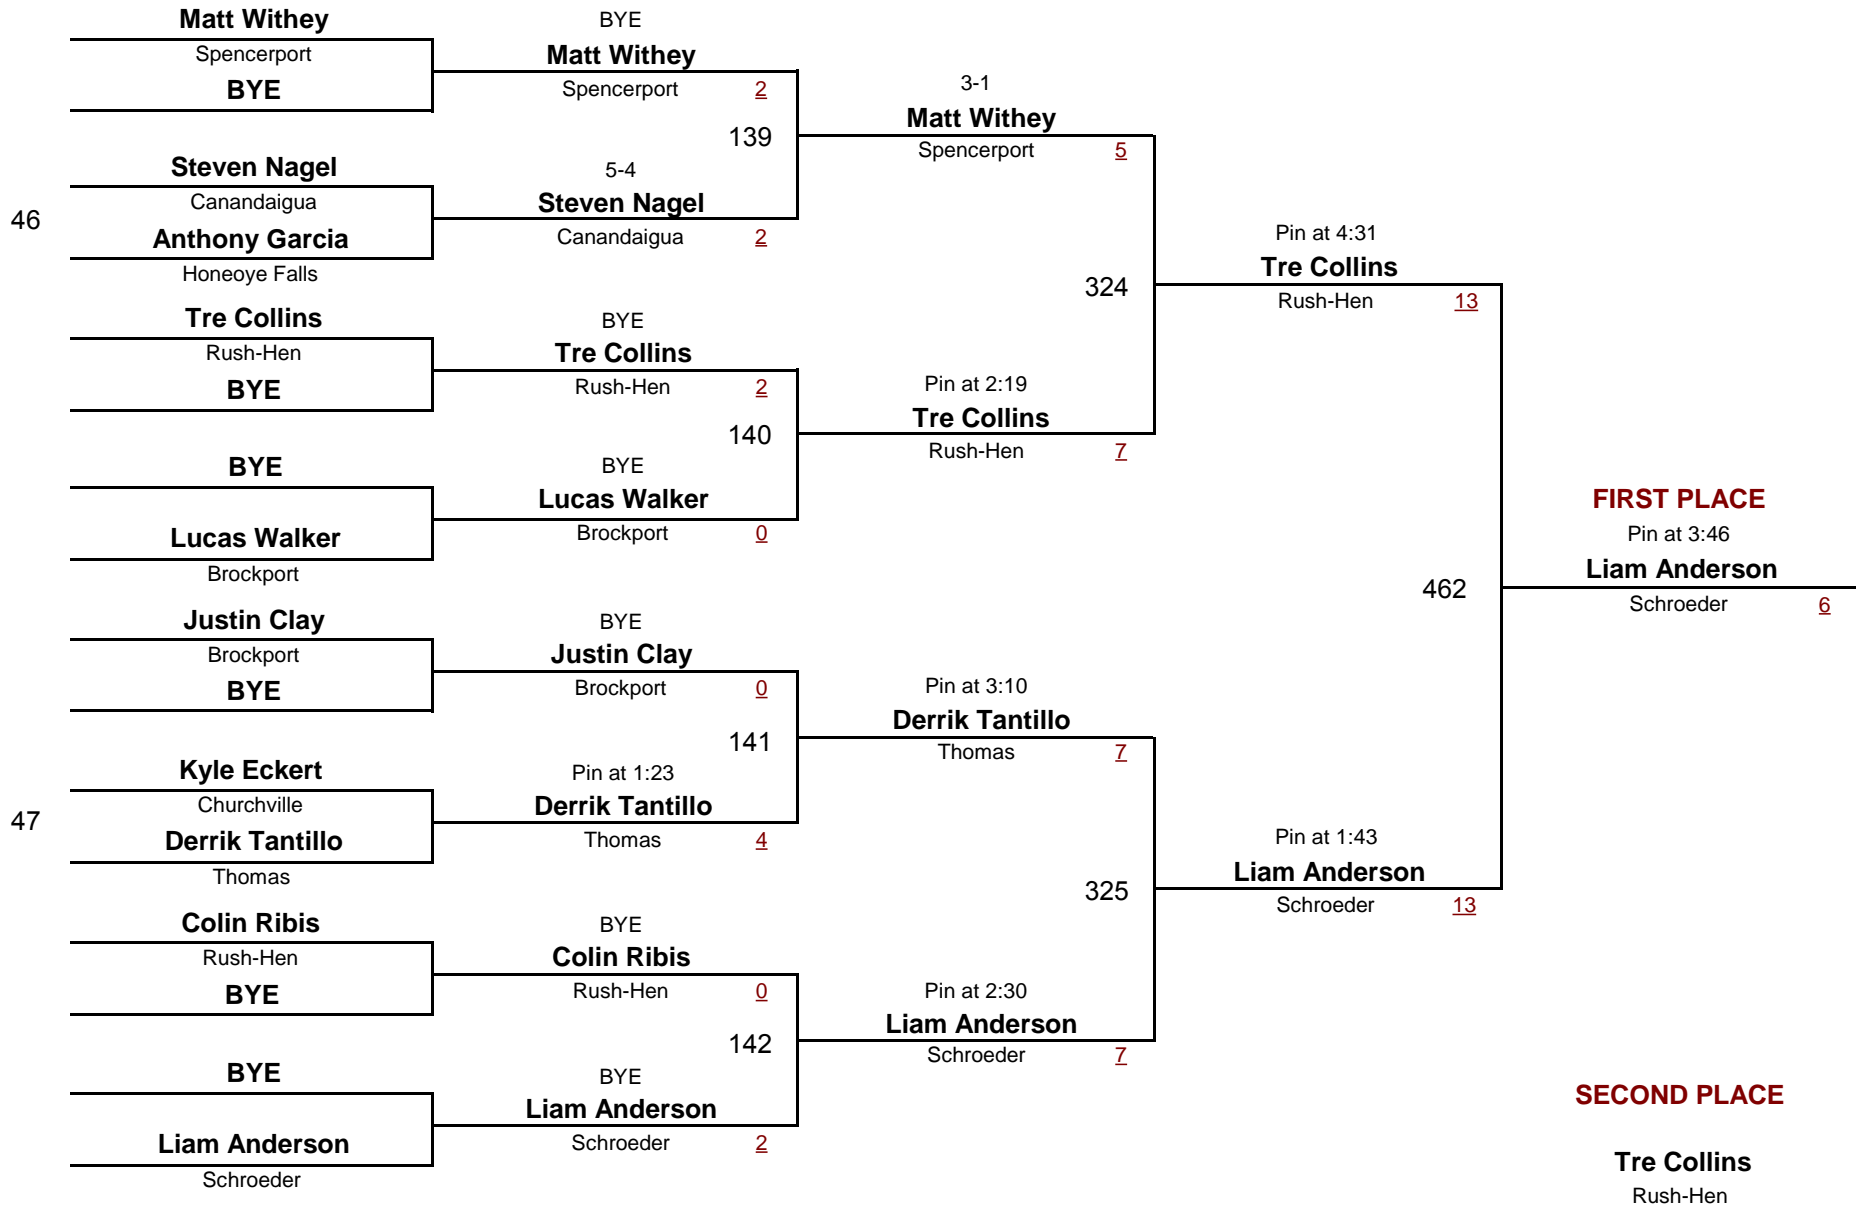 Matt Withey
Spencerport
BYE
46
Steven Nagel
Canandaigua
Anthony Garcia
Honeoye Falls
Tre Collins
Rush-Hen
BYE
BYE
Lucas Walker
Brockport
Justin Clay
Brockport
BYE
47
Kyle Eckert
Churchville
Derrik Tantillo
Thomas
Colin Ribis
Rush-Hen
BYE
BYE
Liam Anderson
Schroeder
BYE
Matt Withey
Spencerport 2
139
5-4
Steven Nagel
Canandaigua 2
BYE
Tre Collins
Rush-Hen 2
140
BYE
Lucas Walker
Brockport 0
BYE
Justin Clay
Brockport 0
141
Pin at 1:23
Derrik Tantillo
Thomas 4
BYE
Colin Ribis
Rush-Hen 0
142
BYE
Liam Anderson
Schroeder 2
3-1
Matt Withey
Spencerport 5
324
Pin at 2:19
Tre Collins
Rush-Hen 7
Pin at 3:10
Derrik Tantillo
Thomas 7
325
Pin at 2:30
Liam Anderson
Schroeder 7
Pin at 4:31
Tre Collins
Rush-Hen 13
462
Pin at 1:43
Liam Anderson
Schroeder 13
FIRST PLACE
Pin at 3:46
Liam Anderson
Schroeder 6
SECOND PLACE
Tre Collins
Rush-Hen